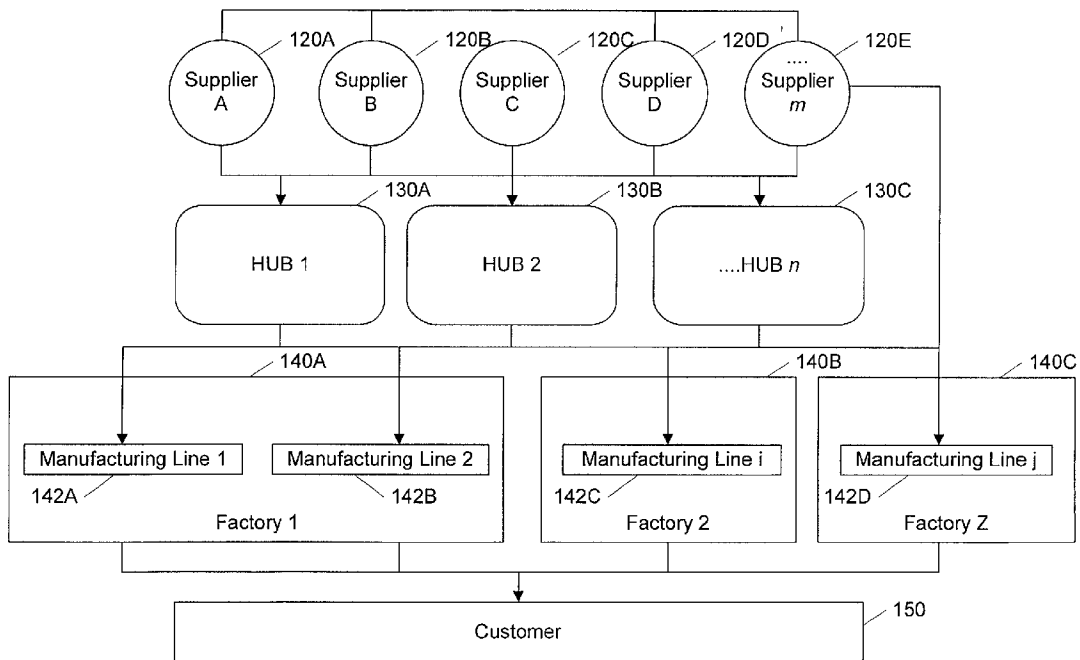 120A
120B
120C
120D
120E
Supplier
A
Supplier
B
Supplier
C
Supplier
D
....
Supplier
m
130A
130B
130C
HUB 1
HUB 2
....HUB n
140A
140B
140C
Manufacturing Line 1
Manufacturing Line 2
Manufacturing Line i
Manufacturing Line j
142A
142B
142C
142D
Factory 1
Factory 2
Factory Z
150
Customer